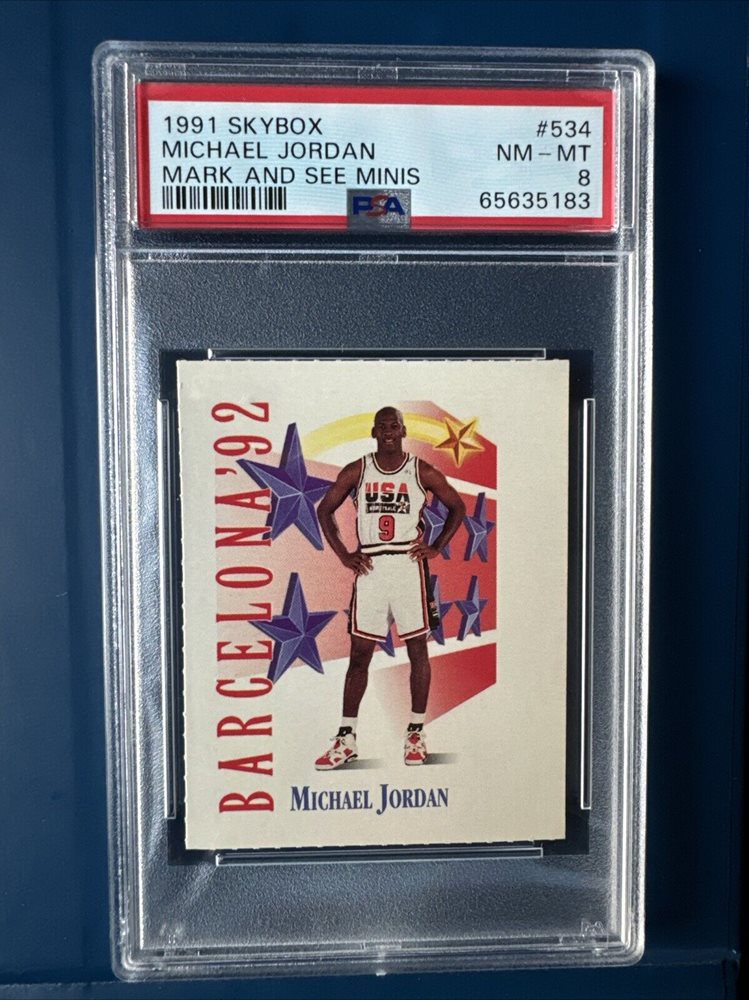 1991 SKYBOX #534
MICHAEL JORDAN NM - MT
MARK AND SEE MINIS 8
PSA 65635183
BARCELONA '92
USA
9
MICHAEL JORDAN